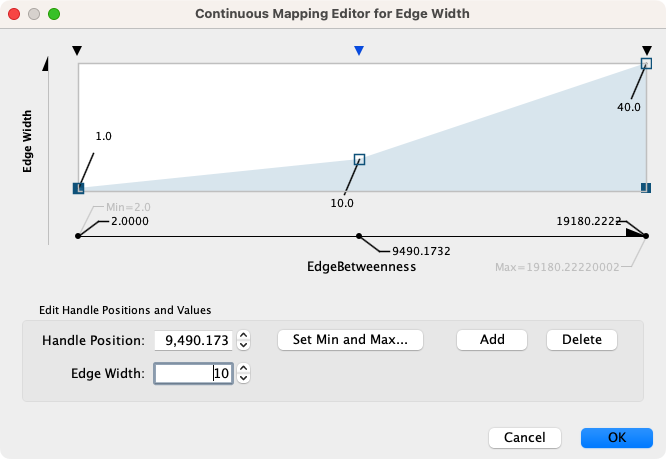 Continuous Mapping Editor for Edge Width
Edge Width
1.0
10.0
40.0
Min=2.0
2.0000
19180.2222
9490.1732
EdgeBetweenness
Max=19180.22220002
Edit Handle Positions and Values
Handle Position: 9,490.173 Set Min and Max... Add Delete
Edge Width: 10
Cancel OK